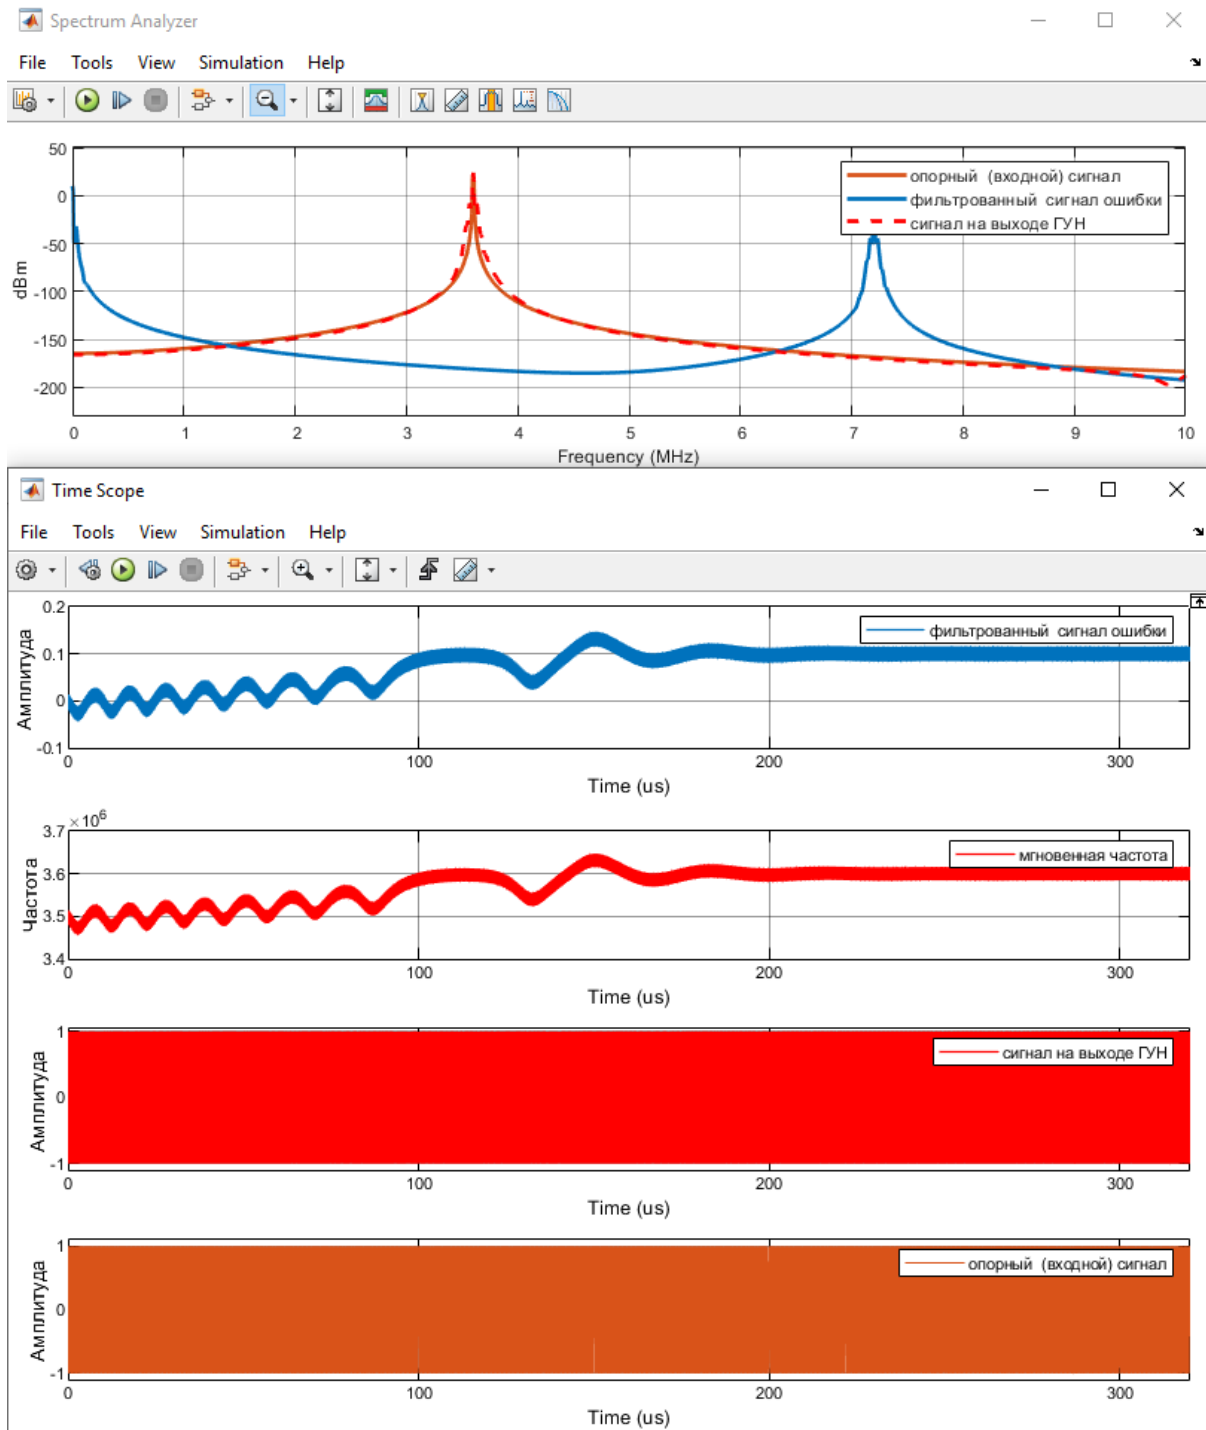 Spectrum Analyzer
File Tools View Simulation Help
50
0
-50
-100
-150
-200
dBm
опорный (входной) сигнал
фильтрованный сигнал ошибки
сигнал на выходе ГУН
0 1 2 3 4 5 6 7 8 9 10
Frequency (MHz)
Time Scope
File Tools View Simulation Help
0.2
0.1
0
-0.1
Амплитуда
фильтрованный сигнал ошибки
0 100 200 300
Time (us)
×10^6
3.7
3.6
3.5
3.4
Частота
мгновенная частота
0 100 200 300
Time (us)
1
0
-1
Амплитуда
сигнал на выходе ГУН
0 100 200 300
Time (us)
1
0
-1
Амплитуда
опорный (входной) сигнал
0 100 200 300
Time (us)